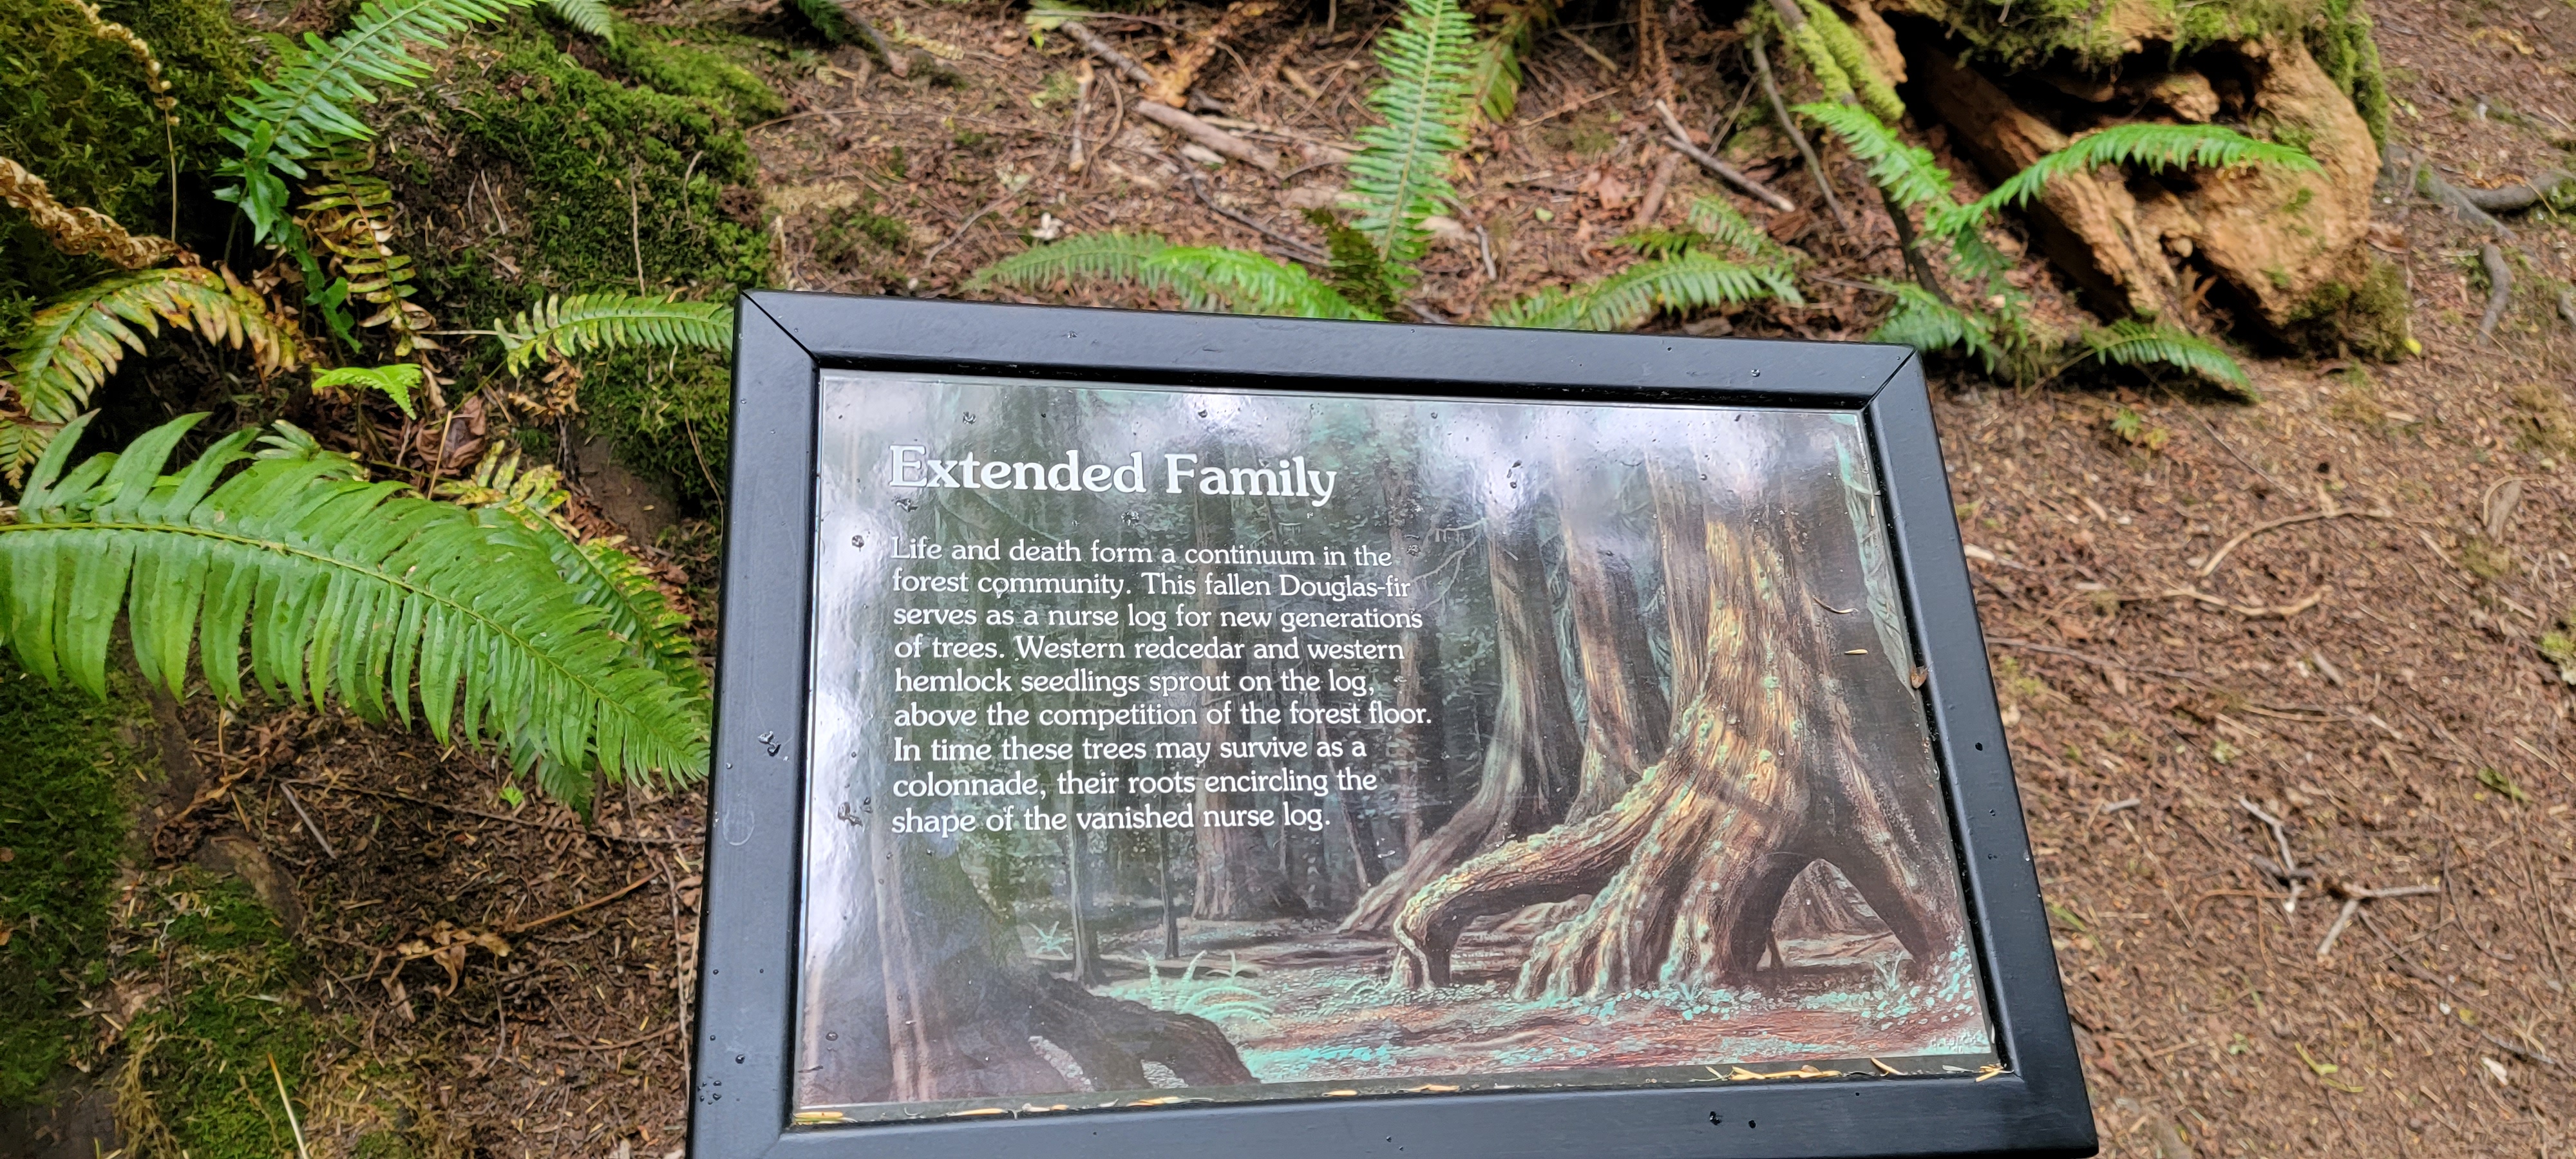 Extended Family
Life and death form a continuum in the
forest community. This fallen Douglas-fir
serves as a nurse log for new generations
of trees. Western redcedar and western
hemlock seedlings sprout on the log,
above the competition of the forest floor.
In time these trees may survive as a
colonnade, their roots encircling the
shape of the vanished nurse log.